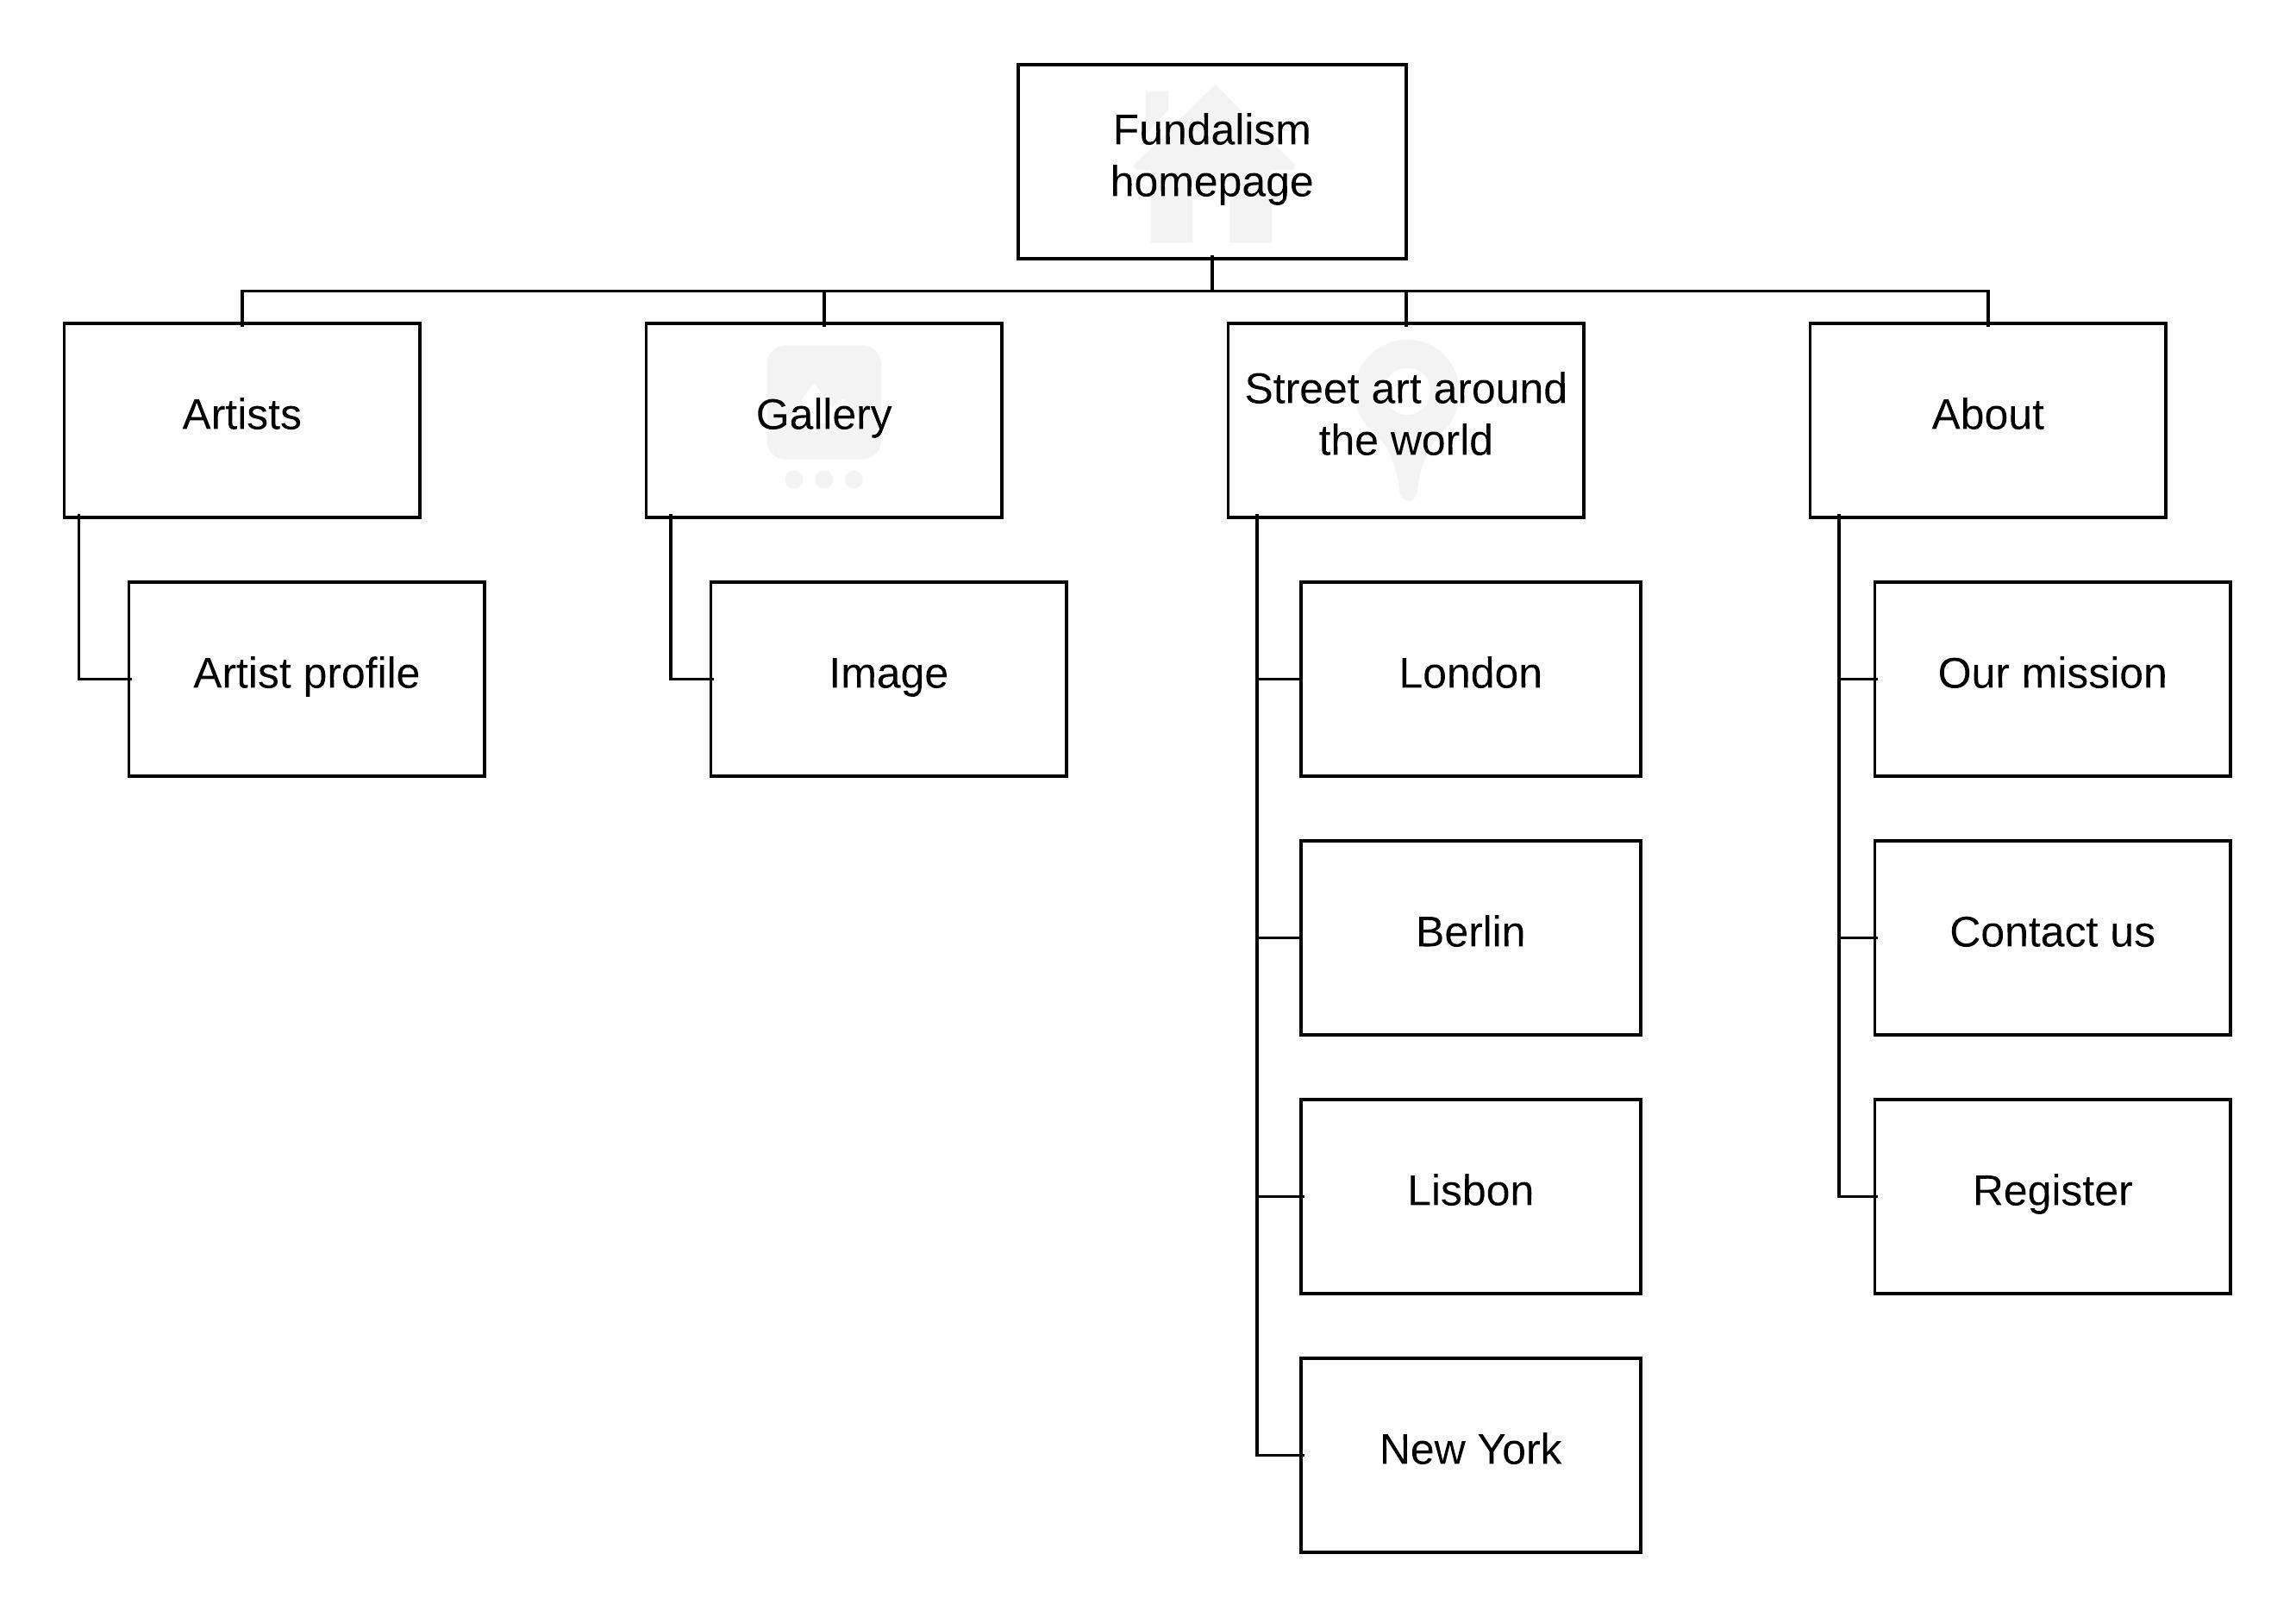 Fundalism
homepage
Artists
Gallery
Street art around
the world
About
Artist profile
Image
London
Our mission
Berlin
Contact us
Lisbon
Register
New York